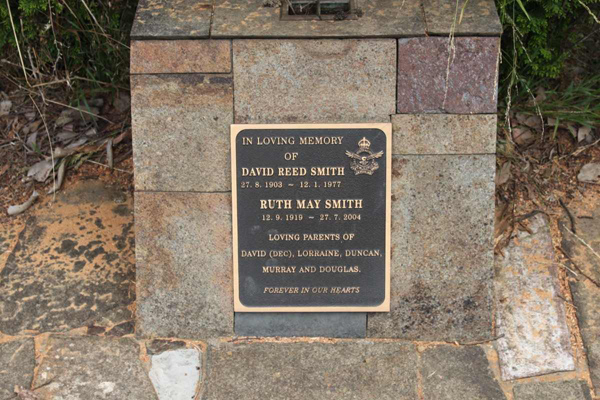 IN LOVING MEMORY
OF
DAVID REED SMITH
27. 8. 1903 ~ 12. 1. 1977
RUTH MAY SMITH
12. 9. 1919 ~ 27. 7. 2004
LOVING PARENTS OF
DAVID (DEC), LORRAINE, DUNCAN,
MURRAY AND DOUGLAS.
FOREVER IN OUR HEARTS